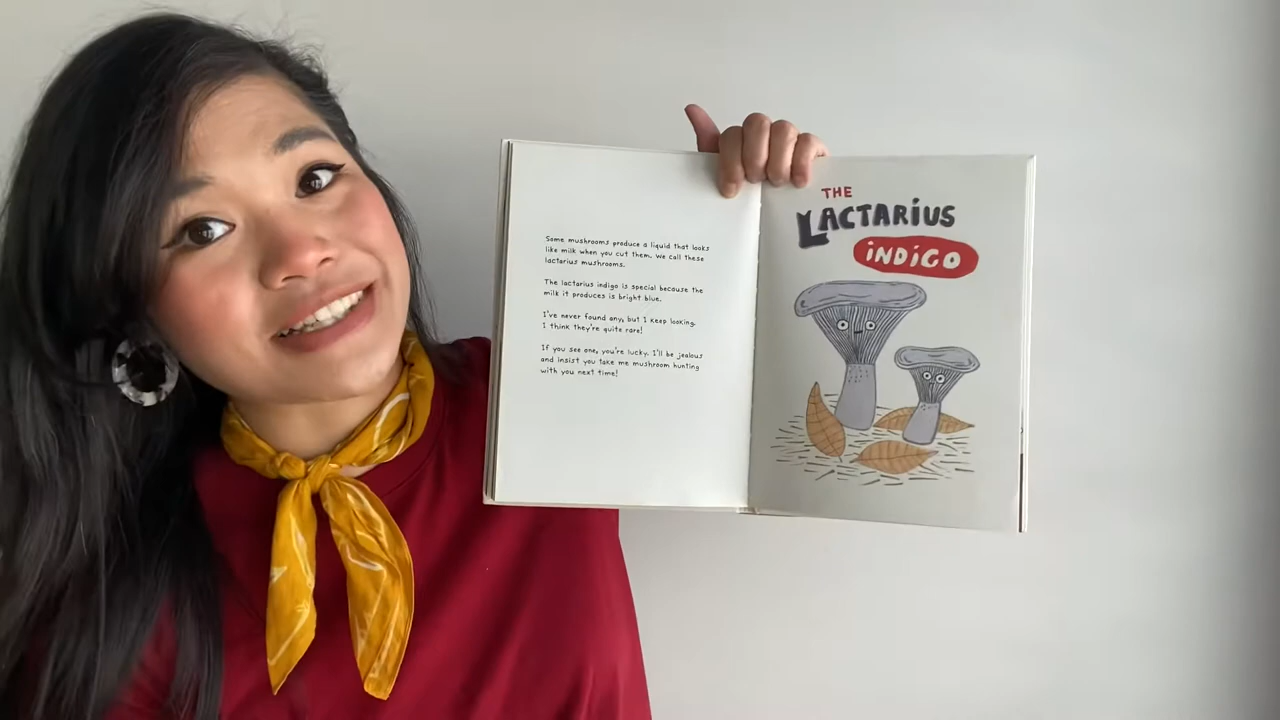 Some mushrooms produce a liquid that looks
like milk when you cut them. We call these
lactarius mushrooms.
The lactarius indigo is special because the
milk it produces is bright blue.
I've never found any, but I keep looking.
I think they're quite rare!
If you see one, you're lucky. I'll be jealous
and insist you take me mushroom hunting
with you next time!
THE
LACTARIUS
INDIGO